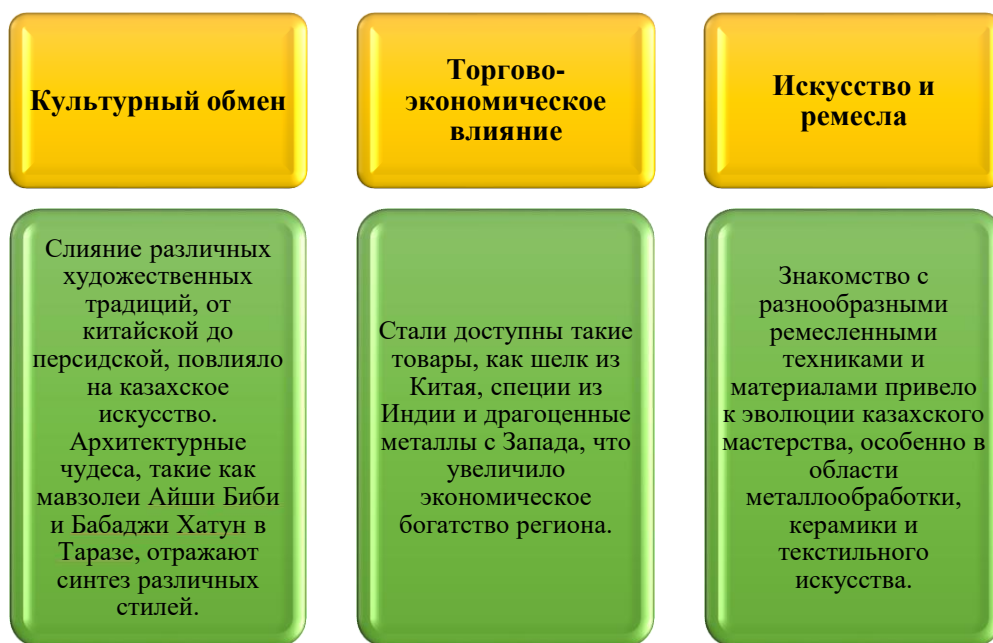 Культурный обмен
Торгово-
экономическое
влияние
Искусство и
ремесла
Слияние различных
художественных
традиций, от
китайской до
персидской, повлияло
на казахское
искусство.
Архитектурные
чудеса, такие как
мавзолеи Айши Биби
и Бабаджи Хатун в
Таразе, отражают
синтез различных
стилей.
Стали доступны такие
товары, как шелк из
Китая, специи из
Индии и драгоценные
металлы с Запада, что
увеличило
экономическое
богатство региона.
Знакомство с
разнообразными
ремесленными
техниками и
материалами привело
к эволюции казахского
мастерства, особенно в
области
металлообработки,
керамики и
текстильного
искусства.